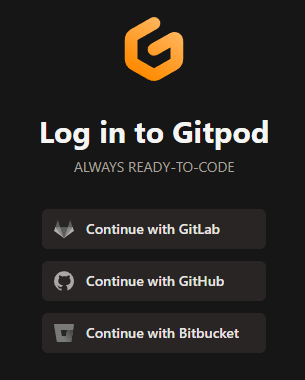 Log in to Gitpod
ALWAYS READY-TO-CODE
Continue with GitLab
Continue with GitHub
Continue with Bitbucket